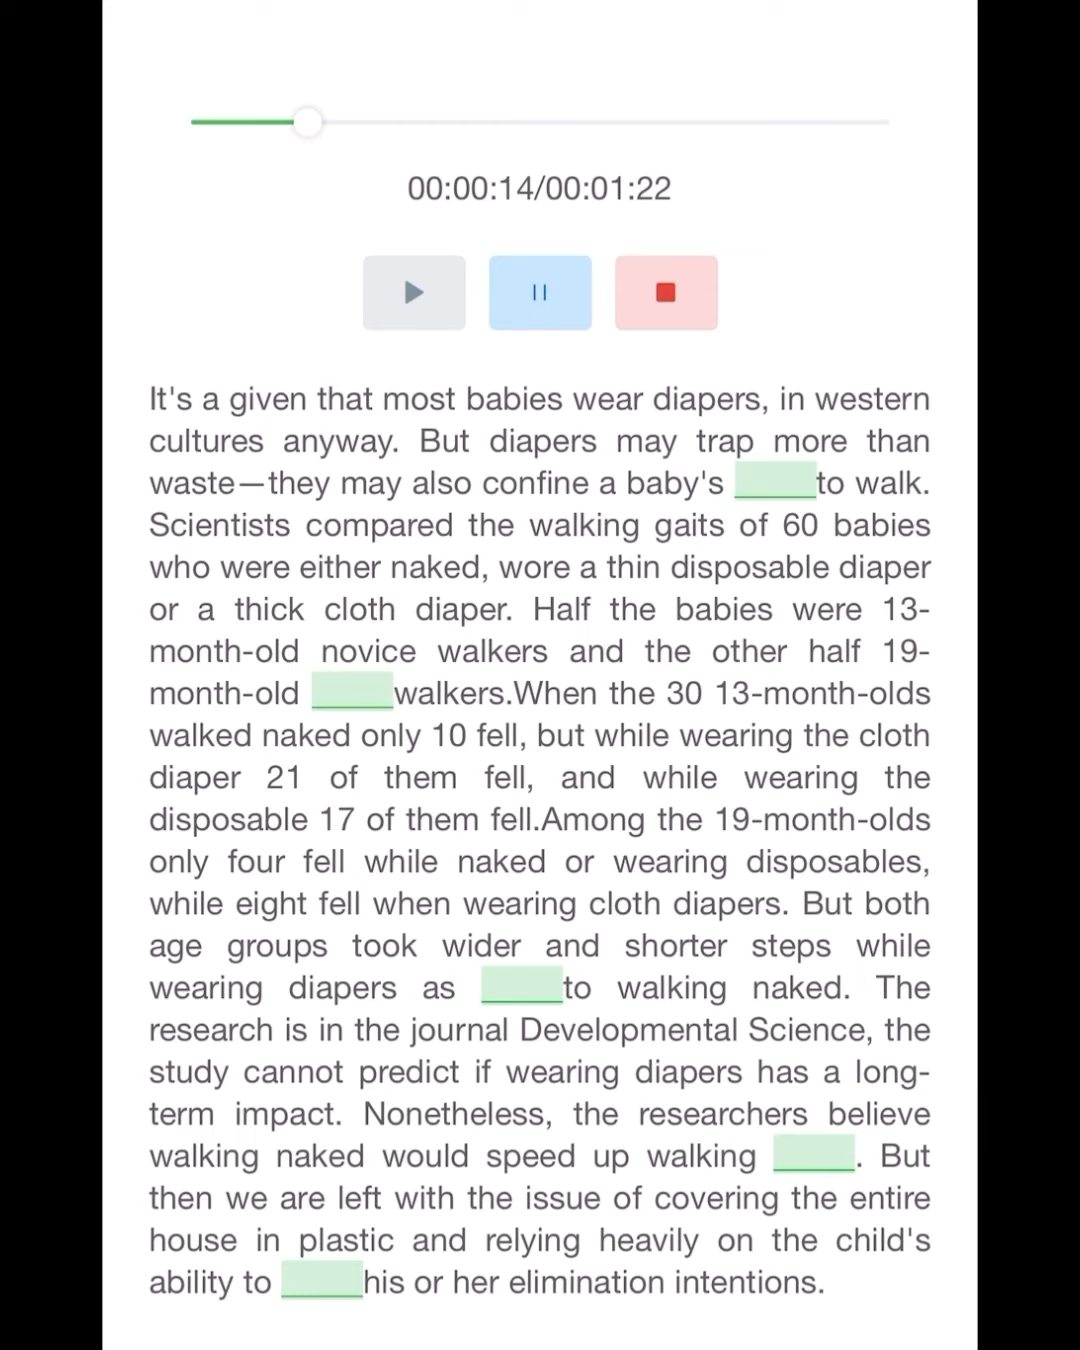 00:00:14/00:01:22
It's a given that most babies wear diapers, in western
cultures anyway. But diapers may trap more than
waste—they may also confine a baby's to walk.
Scientists compared the walking gaits of 60 babies
who were either naked, wore a thin disposable diaper
or a thick cloth diaper. Half the babies were 13-
month-old novice walkers and the other half 19-
month-old walkers.When the 30 13-month-olds
walked naked only 10 fell, but while wearing the cloth
diaper 21 of them fell, and while wearing the
disposable 17 of them fell.Among the 19-month-olds
only four fell while naked or wearing disposables,
while eight fell when wearing cloth diapers. But both
age groups took wider and shorter steps while
wearing diapers as to walking naked. The
research is in the journal Developmental Science, the
study cannot predict if wearing diapers has a long-
term impact. Nonetheless, the researchers believe
walking naked would speed up walking . But
then we are left with the issue of covering the entire
house in plastic and relying heavily on the child's
ability to his or her elimination intentions.